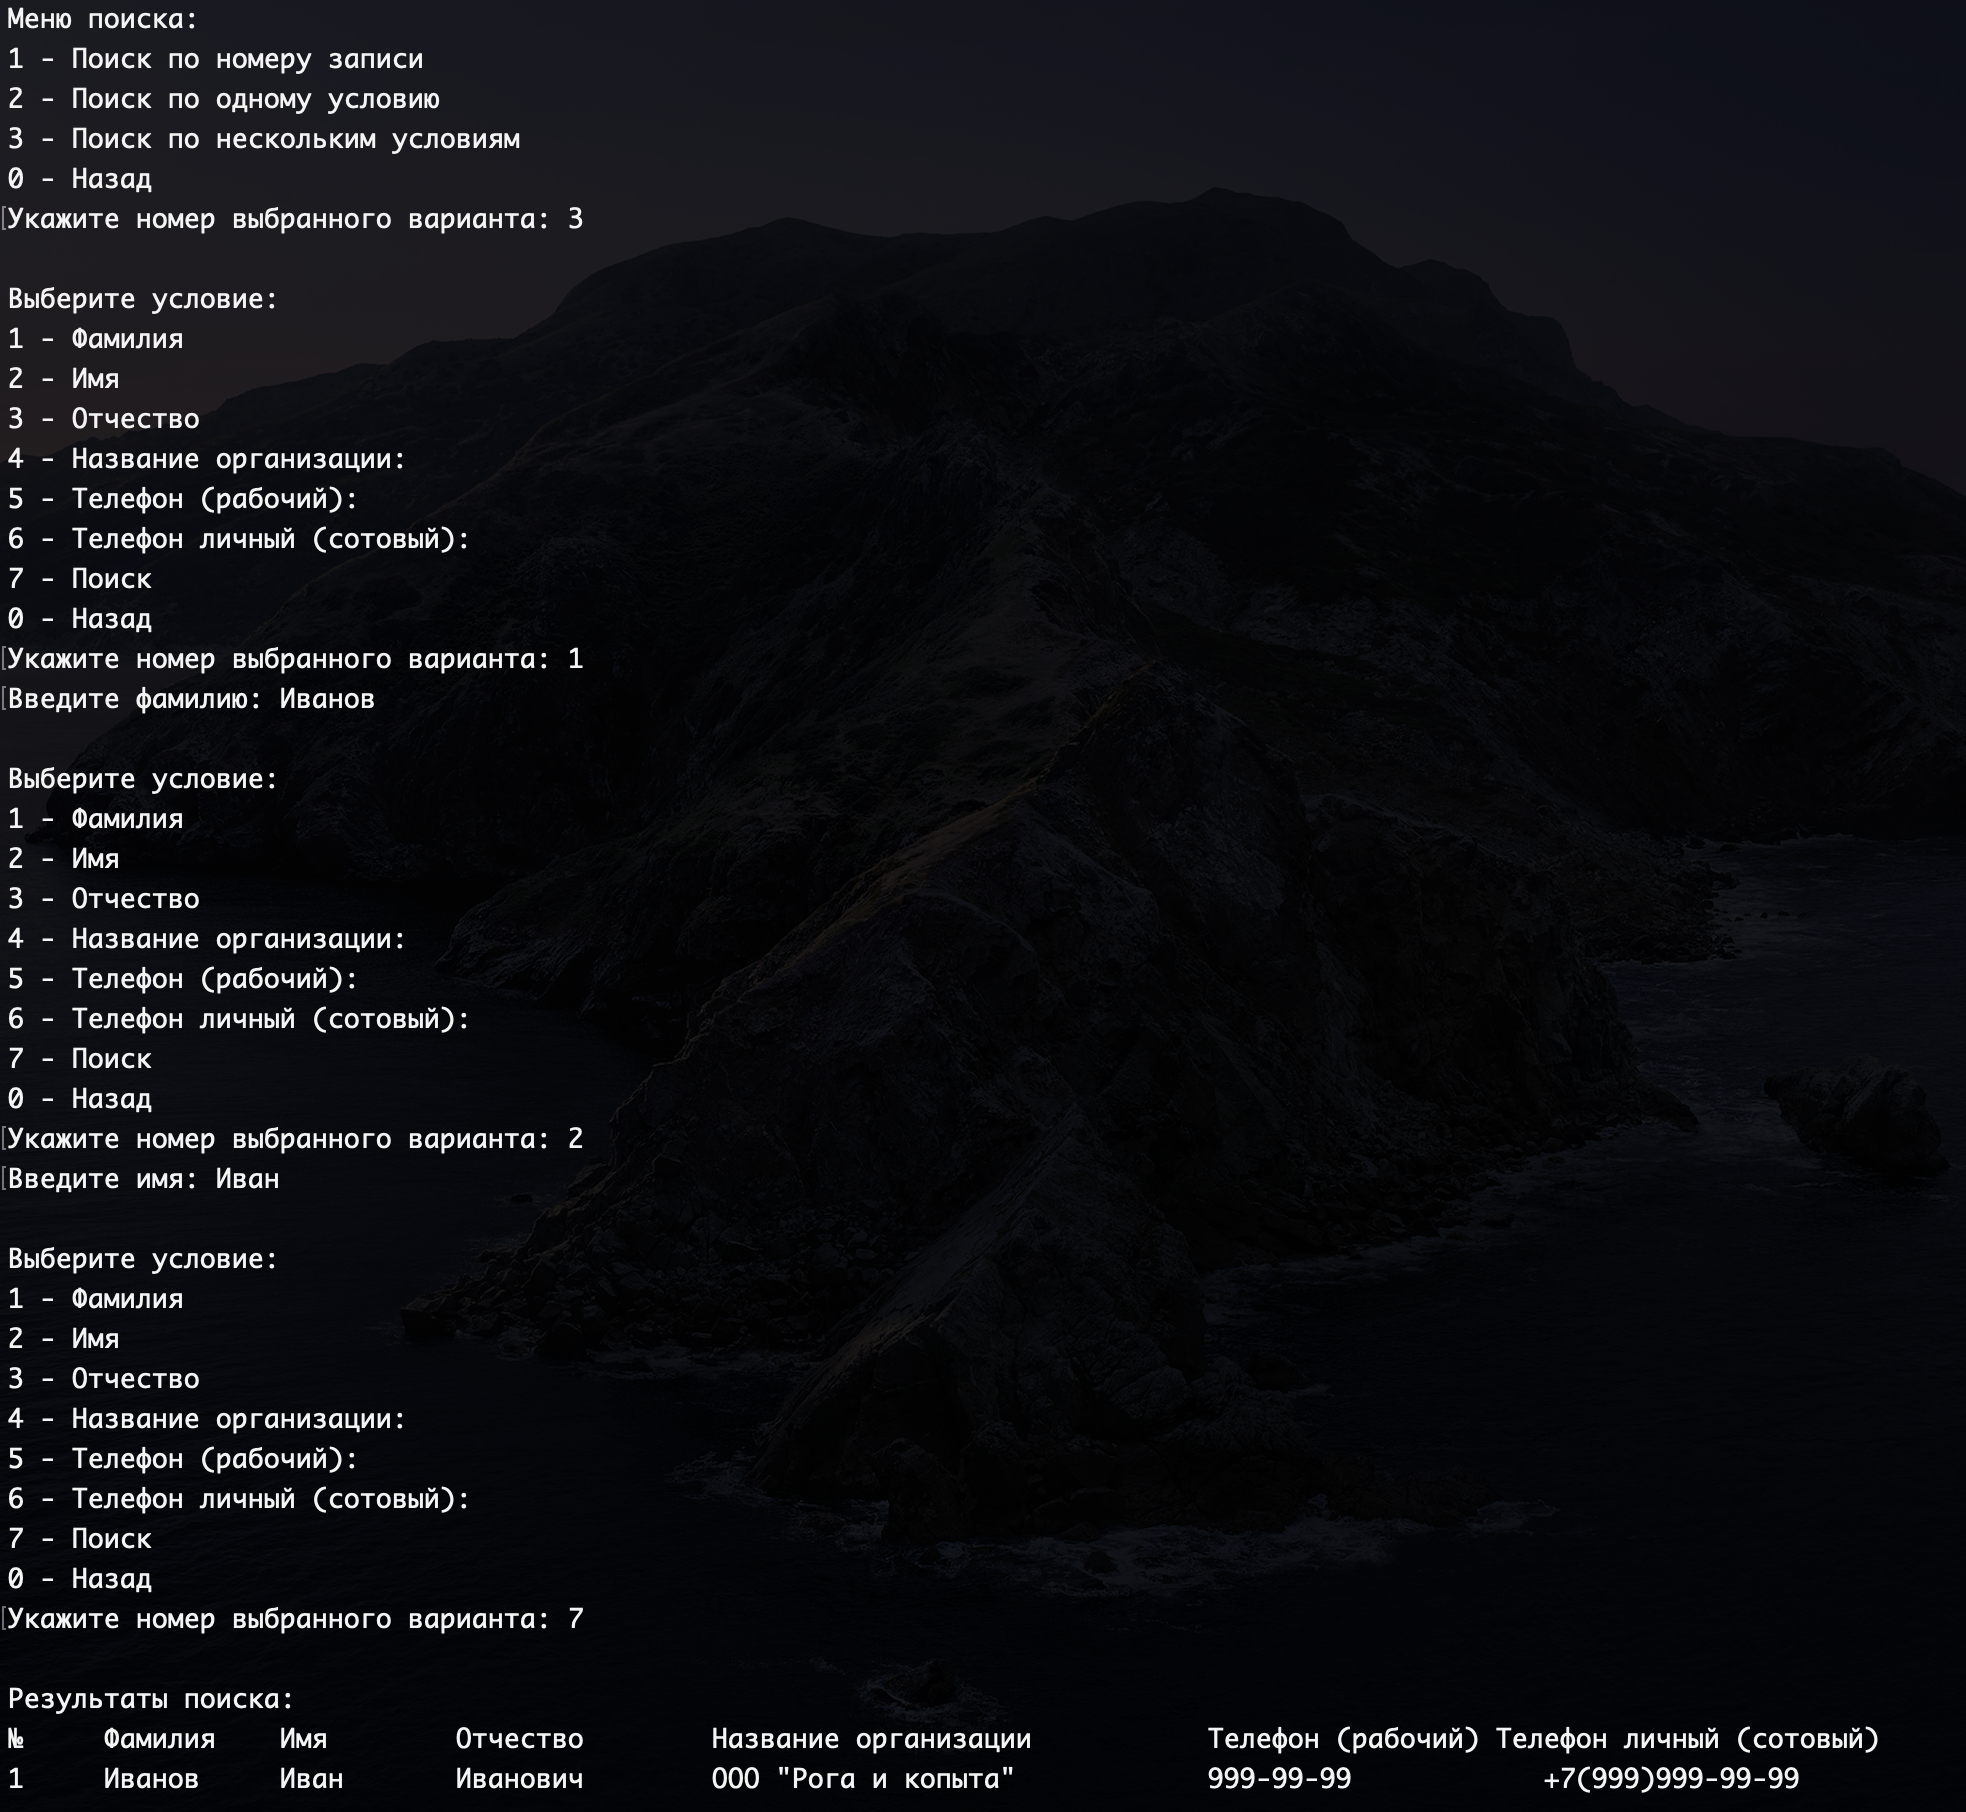 Меню поиска:
1 - Поиск по номеру записи
2 - Поиск по одному условию
3 - Поиск по нескольким условиям
0 - Назад
Укажите номер выбранного варианта: 3
Выберите условие:
1 - Фамилия
2 - Имя
3 - Отчество
4 - Название организации:
5 - Телефон (рабочий):
6 - Телефон личный (сотовый):
7 - Поиск
0 - Назад
Укажите номер выбранного варианта: 1
Введите фамилию: Иванов
Выберите условие:
1 - Фамилия
2 - Имя
3 - Отчество
4 - Название организации:
5 - Телефон (рабочий):
6 - Телефон личный (сотовый):
7 - Поиск
0 - Назад
Укажите номер выбранного варианта: 2
Введите имя: Иван
Выберите условие:
1 - Фамилия
2 - Имя
3 - Отчество
4 - Название организации:
5 - Телефон (рабочий):
6 - Телефон личный (сотовый):
7 - Поиск
0 - Назад
Укажите номер выбранного варианта: 7
Результаты поиска:
№ Фамилия Имя Отчество Название организации Телефон (рабочий) Телефон личный (сотовый)
1 Иванов Иван Иванович ООО "Рога и копыта" 999-99-99 +7(999)999-99-99